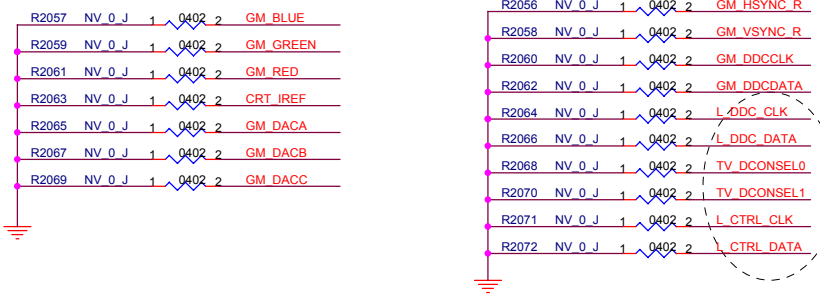 R2057 NV_0_J 1 0402 2 GM_BLUE
R2059 NV_0_J 1 0402 2 GM_GREEN
R2061 NV_0_J 1 0402 2 GM_RED
R2063 NV_0_J 1 0402 2 CRT_IREF
R2065 NV_0_J 1 0402 2 GM_DACA
R2067 NV_0_J 1 0402 2 GM_DACB
R2069 NV_0_J 1 0402 2 GM_DACC
R2056 NV_0_J 1 0402 2 GM_HSYNC_R
R2058 NV_0_J 1 0402 2 GM_VSYNC_R
R2060 NV_0_J 1 0402 2 GM_DDCCLK
R2062 NV_0_J 1 0402 2 GM_DDCDATA
R2064 NV_0_J 1 0402 2 L_DDC_CLK
R2066 NV_0_J 1 0402 2 L_DDC_DATA
R2068 NV_0_J 1 0402 2 TV_DCONSEL0
R2070 NV_0_J 1 0402 2 TV_DCONSEL1
R2071 NV_0_J 1 0402 2 L_CTRL_CLK
R2072 NV_0_J 1 0402 2 L_CTRL_DATA